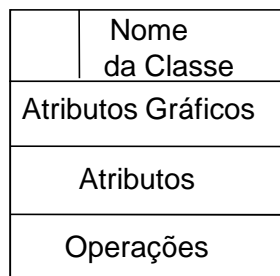 Nome
da Classe
Atributos Gráficos
Atributos
Operações